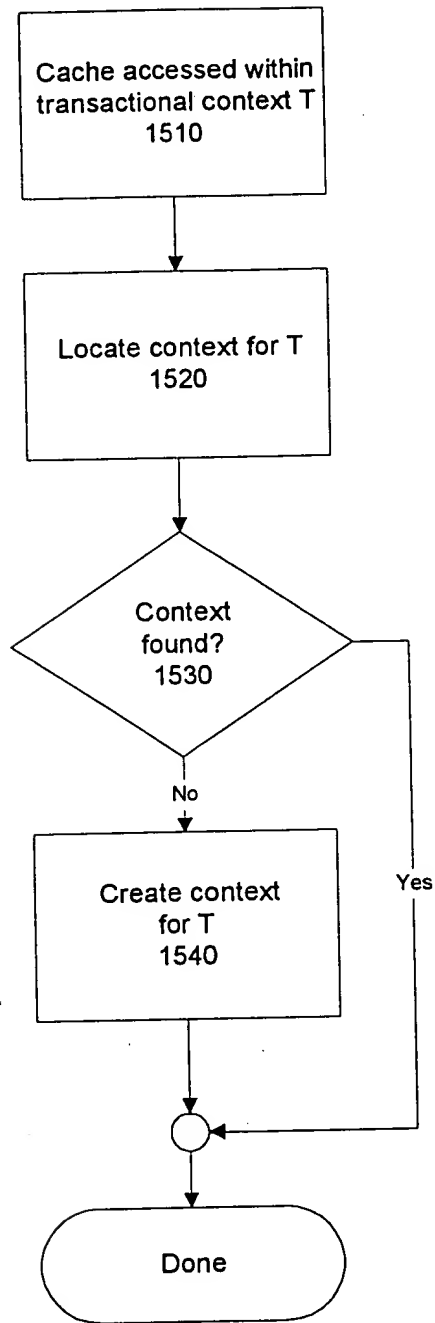 Cache accessed within
transactional context T
1510
Locate context for T
1520
Context
found?
1530
No
Yes
Create context
for T
1540
Done